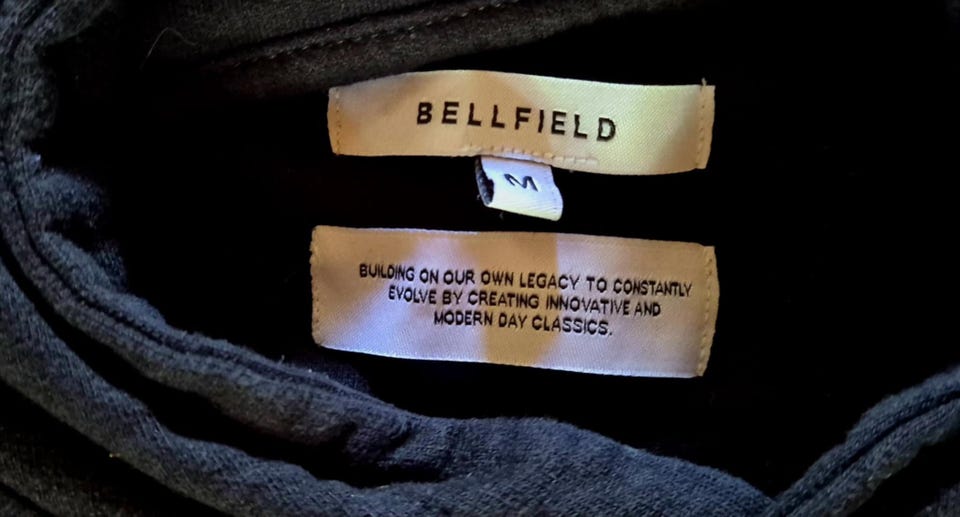 BELLFIELD
M
BUILDING ON OUR OWN LEGACY TO CONSTANTLY
EVOLVE BY CREATING INNOVATIVE AND
MODERN DAY CLASSICS.